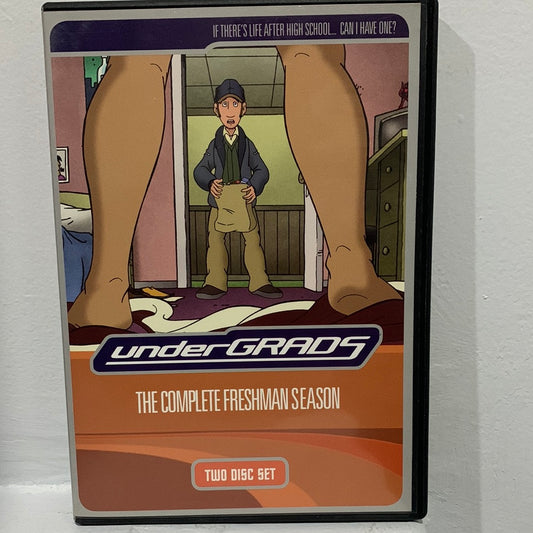 IF THERE'S LIFE AFTER HIGH SCHOOL... CAN I HAVE ONE?
underGRADS
THE COMPLETE FRESHMAN SEASON
TWO DISC SET